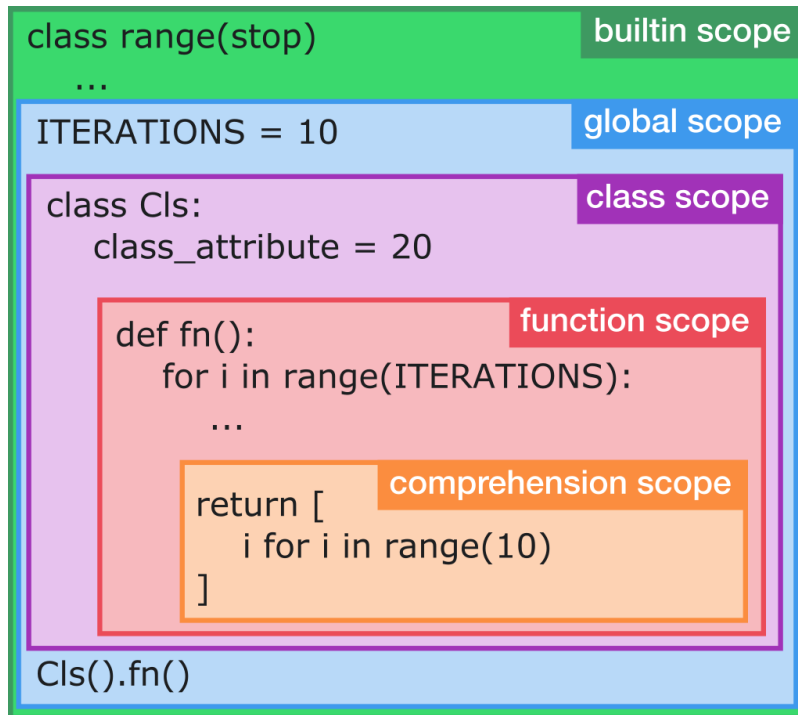 class range(stop)
builtin scope
...
ITERATIONS = 10
global scope
class Cls:
class scope
class_attribute = 20
def fn():
function scope
for i in range(ITERATIONS):
...
comprehension scope
return [
i for i in range(10)
]
Cls().fn()